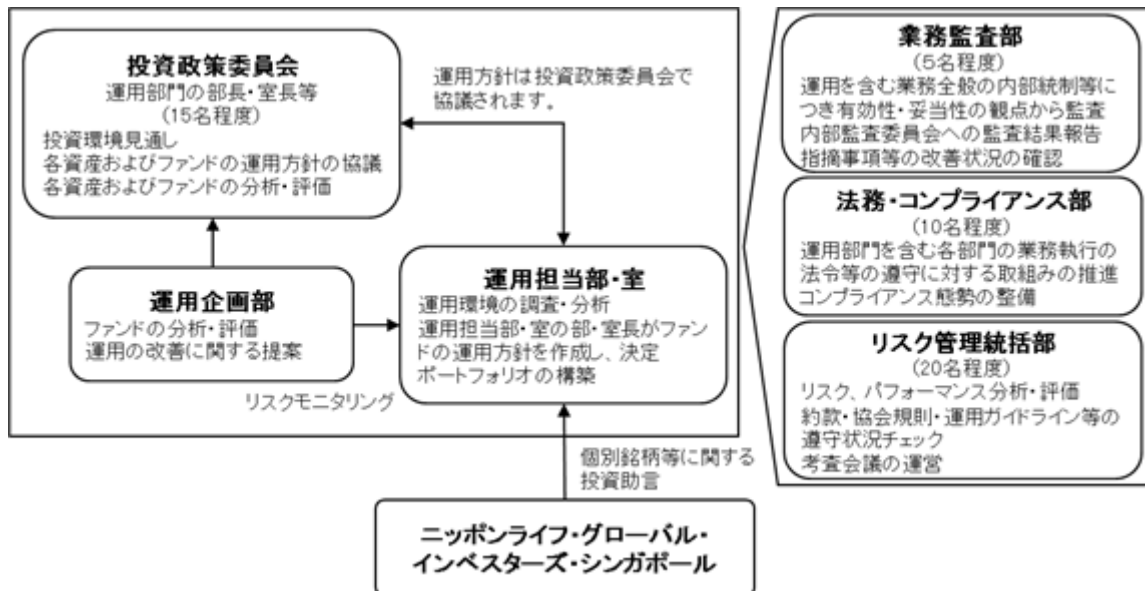 投資政策委員会
運用部門の部長・室長等
(15名程度)
投資環境見通し
各資産およびファンドの運用方針の協議
各資産およびファンドの分析・評価
運用方針は投資政策委員会で
協議されます。
運用企画部
ファンドの分析・評価
運用の改善に関する提案
リスクモニタリング
運用担当部・室
運用環境の調査・分析
運用担当部・室の部・室長がファン
ドの運用方針を作成し、決定
ポートフォリオの構築
個別銘柄等に関する
投資助言
ニッポンライフ・グローバル・
インベスターズ・シンガポール
業務監査部
(5名程度)
運用を含む業務全般の内部統制等に
つき有効性・妥当性の観点から監査
内部監査委員会への監査結果報告
指摘事項等の改善状況の確認
法務・コンプライアンス部
(10名程度)
運用部門を含む各部門の業務執行の
法令等の遵守に対する取組みの推進
コンプライアンス態勢の整備
リスク管理統括部
(20名程度)
リスク、パフォーマンス分析・評価
約款・協会規則・運用ガイドライン等の
遵守状況チェック
考査会議の運営